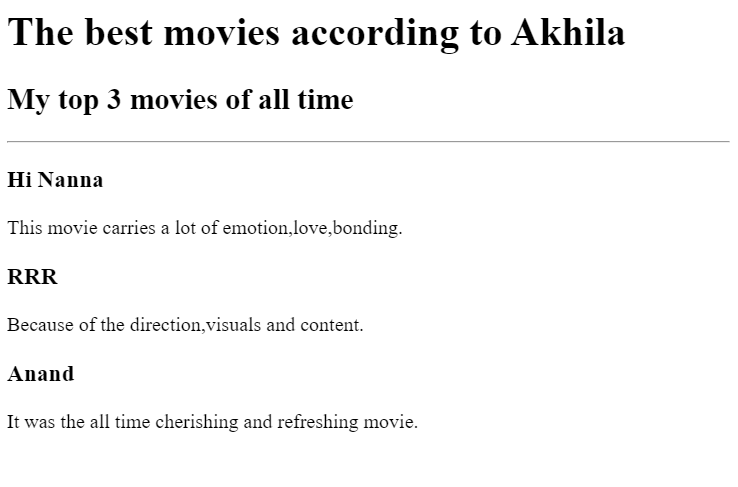 The best movies according to Akhila
My top 3 movies of all time
Hi Nanna
This movie carries a lot of emotion,love,bonding.
RRR
Because of the direction,visuals and content.
Anand
It was the all time cherishing and refreshing movie.